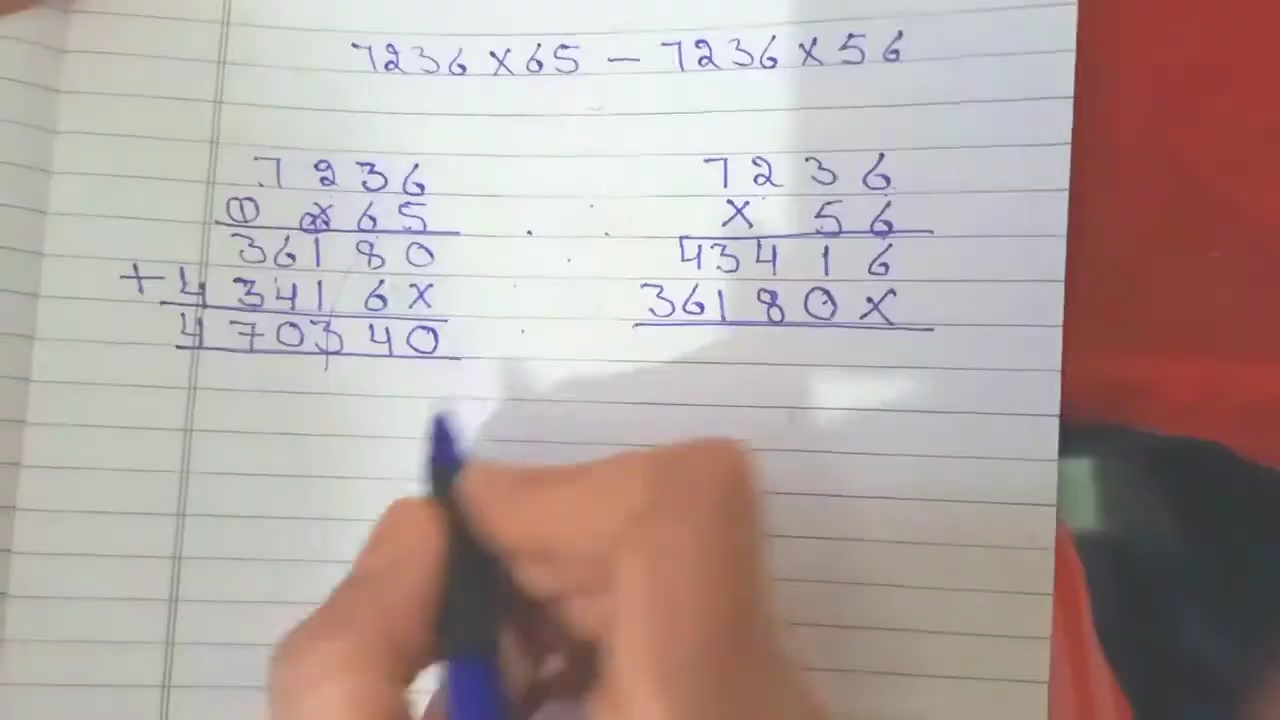 7236 x 65 - 7236 x 56
7236
x 65
36180
+ 43416x
470340
7236
x 56
43416
36180x